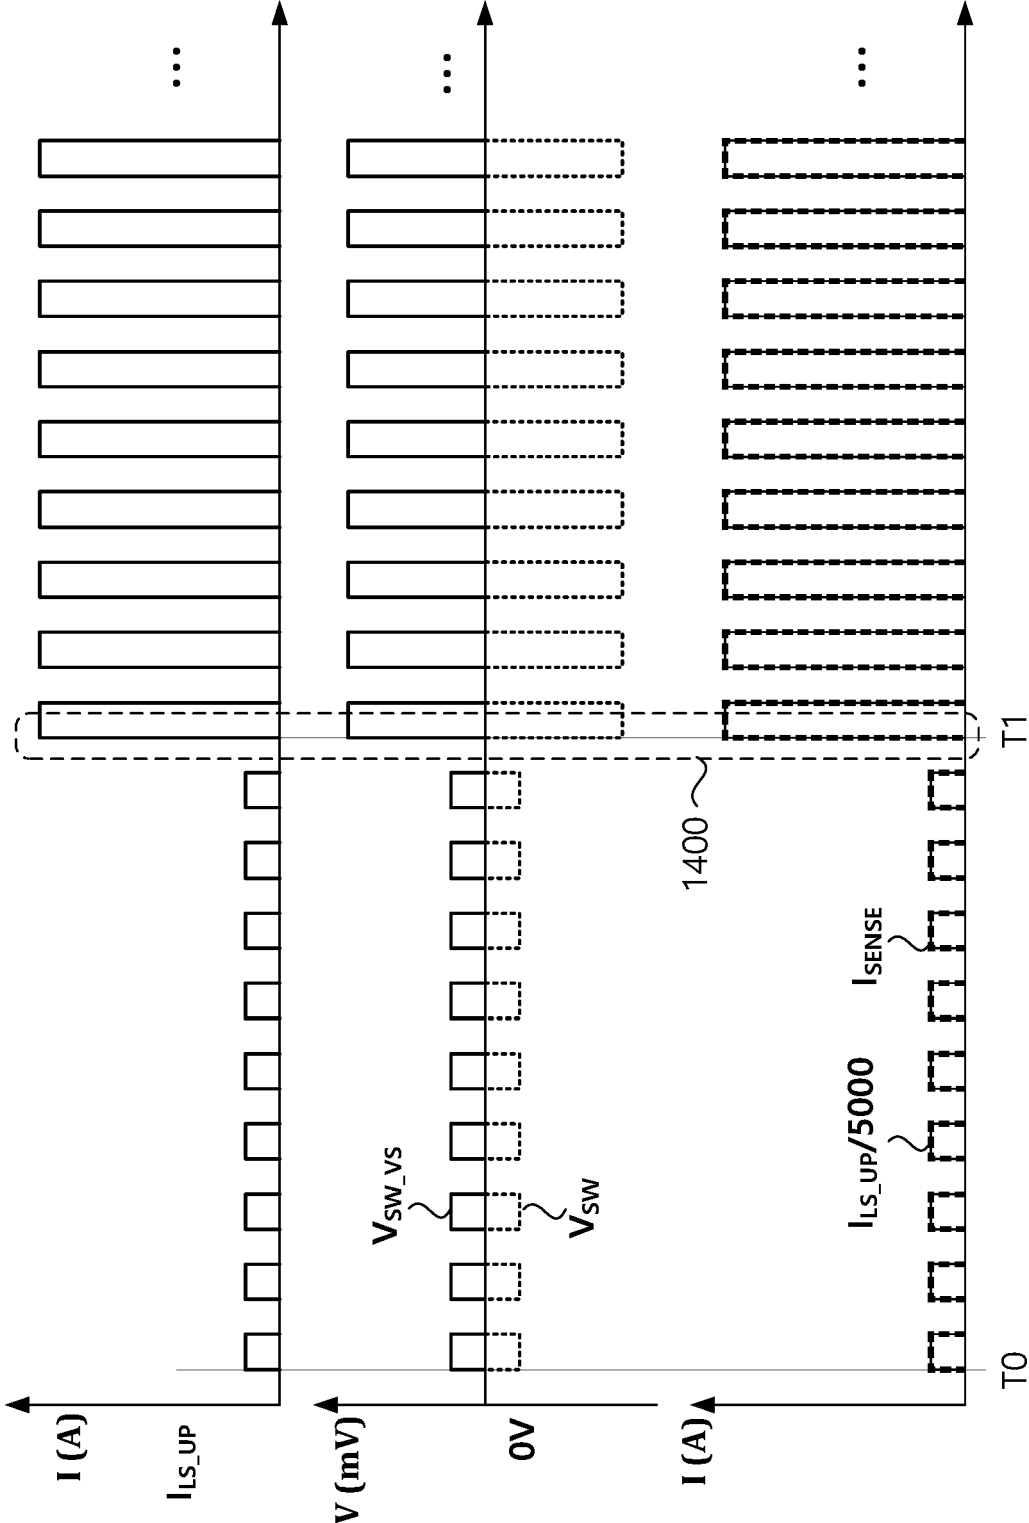 I (A)
I_LS_UP
V (mV)
V_SW_VS
0V
V_SW
1400
I (A)
I_LS_UP/5000
I_SENSE
T0
T1